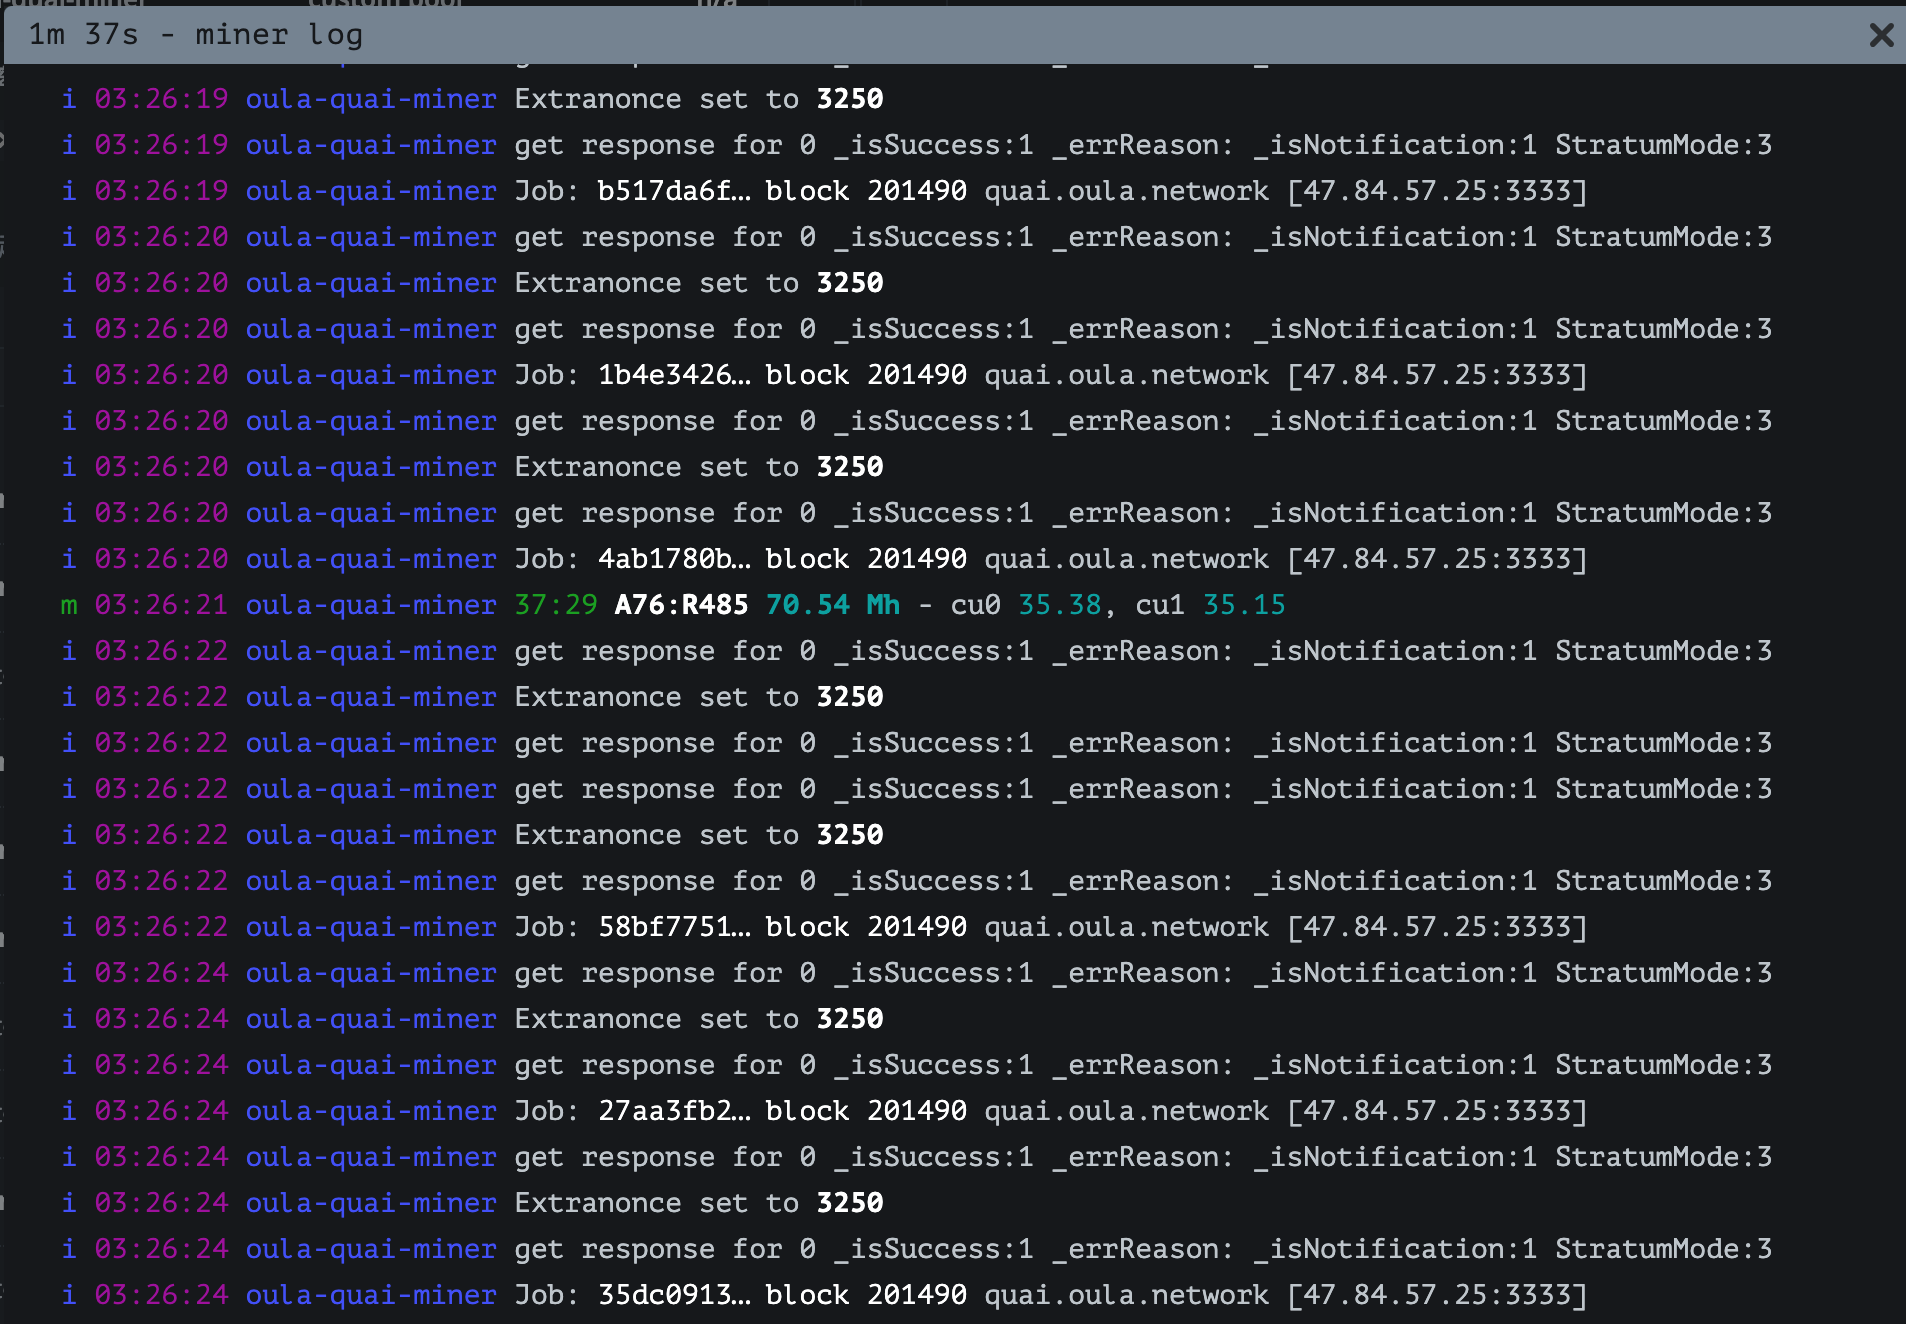 1m 37s - miner log
i 03:26:19 oula-quai-miner Extranonce set to 3250
i 03:26:19 oula-quai-miner get response for 0 _isSuccess:1 _errReason: _isNotification:1 StratumMode:3
i 03:26:19 oula-quai-miner Job: b517da6f… block 201490 quai.oula.network [47.84.57.25:3333]
i 03:26:20 oula-quai-miner get response for 0 _isSuccess:1 _errReason: _isNotification:1 StratumMode:3
i 03:26:20 oula-quai-miner Extranonce set to 3250
i 03:26:20 oula-quai-miner get response for 0 _isSuccess:1 _errReason: _isNotification:1 StratumMode:3
i 03:26:20 oula-quai-miner Job: 1b4e3426… block 201490 quai.oula.network [47.84.57.25:3333]
i 03:26:20 oula-quai-miner get response for 0 _isSuccess:1 _errReason: _isNotification:1 StratumMode:3
i 03:26:20 oula-quai-miner Extranonce set to 3250
i 03:26:20 oula-quai-miner get response for 0 _isSuccess:1 _errReason: _isNotification:1 StratumMode:3
i 03:26:20 oula-quai-miner Job: 4ab1780b… block 201490 quai.oula.network [47.84.57.25:3333]
m 03:26:21 oula-quai-miner 37:29 A76:R485 70.54 Mh - cu0 35.38, cu1 35.15
i 03:26:22 oula-quai-miner get response for 0 _isSuccess:1 _errReason: _isNotification:1 StratumMode:3
i 03:26:22 oula-quai-miner Extranonce set to 3250
i 03:26:22 oula-quai-miner get response for 0 _isSuccess:1 _errReason: _isNotification:1 StratumMode:3
i 03:26:22 oula-quai-miner get response for 0 _isSuccess:1 _errReason: _isNotification:1 StratumMode:3
i 03:26:22 oula-quai-miner Extranonce set to 3250
i 03:26:22 oula-quai-miner get response for 0 _isSuccess:1 _errReason: _isNotification:1 StratumMode:3
i 03:26:22 oula-quai-miner Job: 58bf7751… block 201490 quai.oula.network [47.84.57.25:3333]
i 03:26:24 oula-quai-miner get response for 0 _isSuccess:1 _errReason: _isNotification:1 StratumMode:3
i 03:26:24 oula-quai-miner Extranonce set to 3250
i 03:26:24 oula-quai-miner get response for 0 _isSuccess:1 _errReason: _isNotification:1 StratumMode:3
i 03:26:24 oula-quai-miner Job: 27aa3fb2… block 201490 quai.oula.network [47.84.57.25:3333]
i 03:26:24 oula-quai-miner get response for 0 _isSuccess:1 _errReason: _isNotification:1 StratumMode:3
i 03:26:24 oula-quai-miner Extranonce set to 3250
i 03:26:24 oula-quai-miner get response for 0 _isSuccess:1 _errReason: _isNotification:1 StratumMode:3
i 03:26:24 oula-quai-miner Job: 35dc0913… block 201490 quai.oula.network [47.84.57.25:3333]